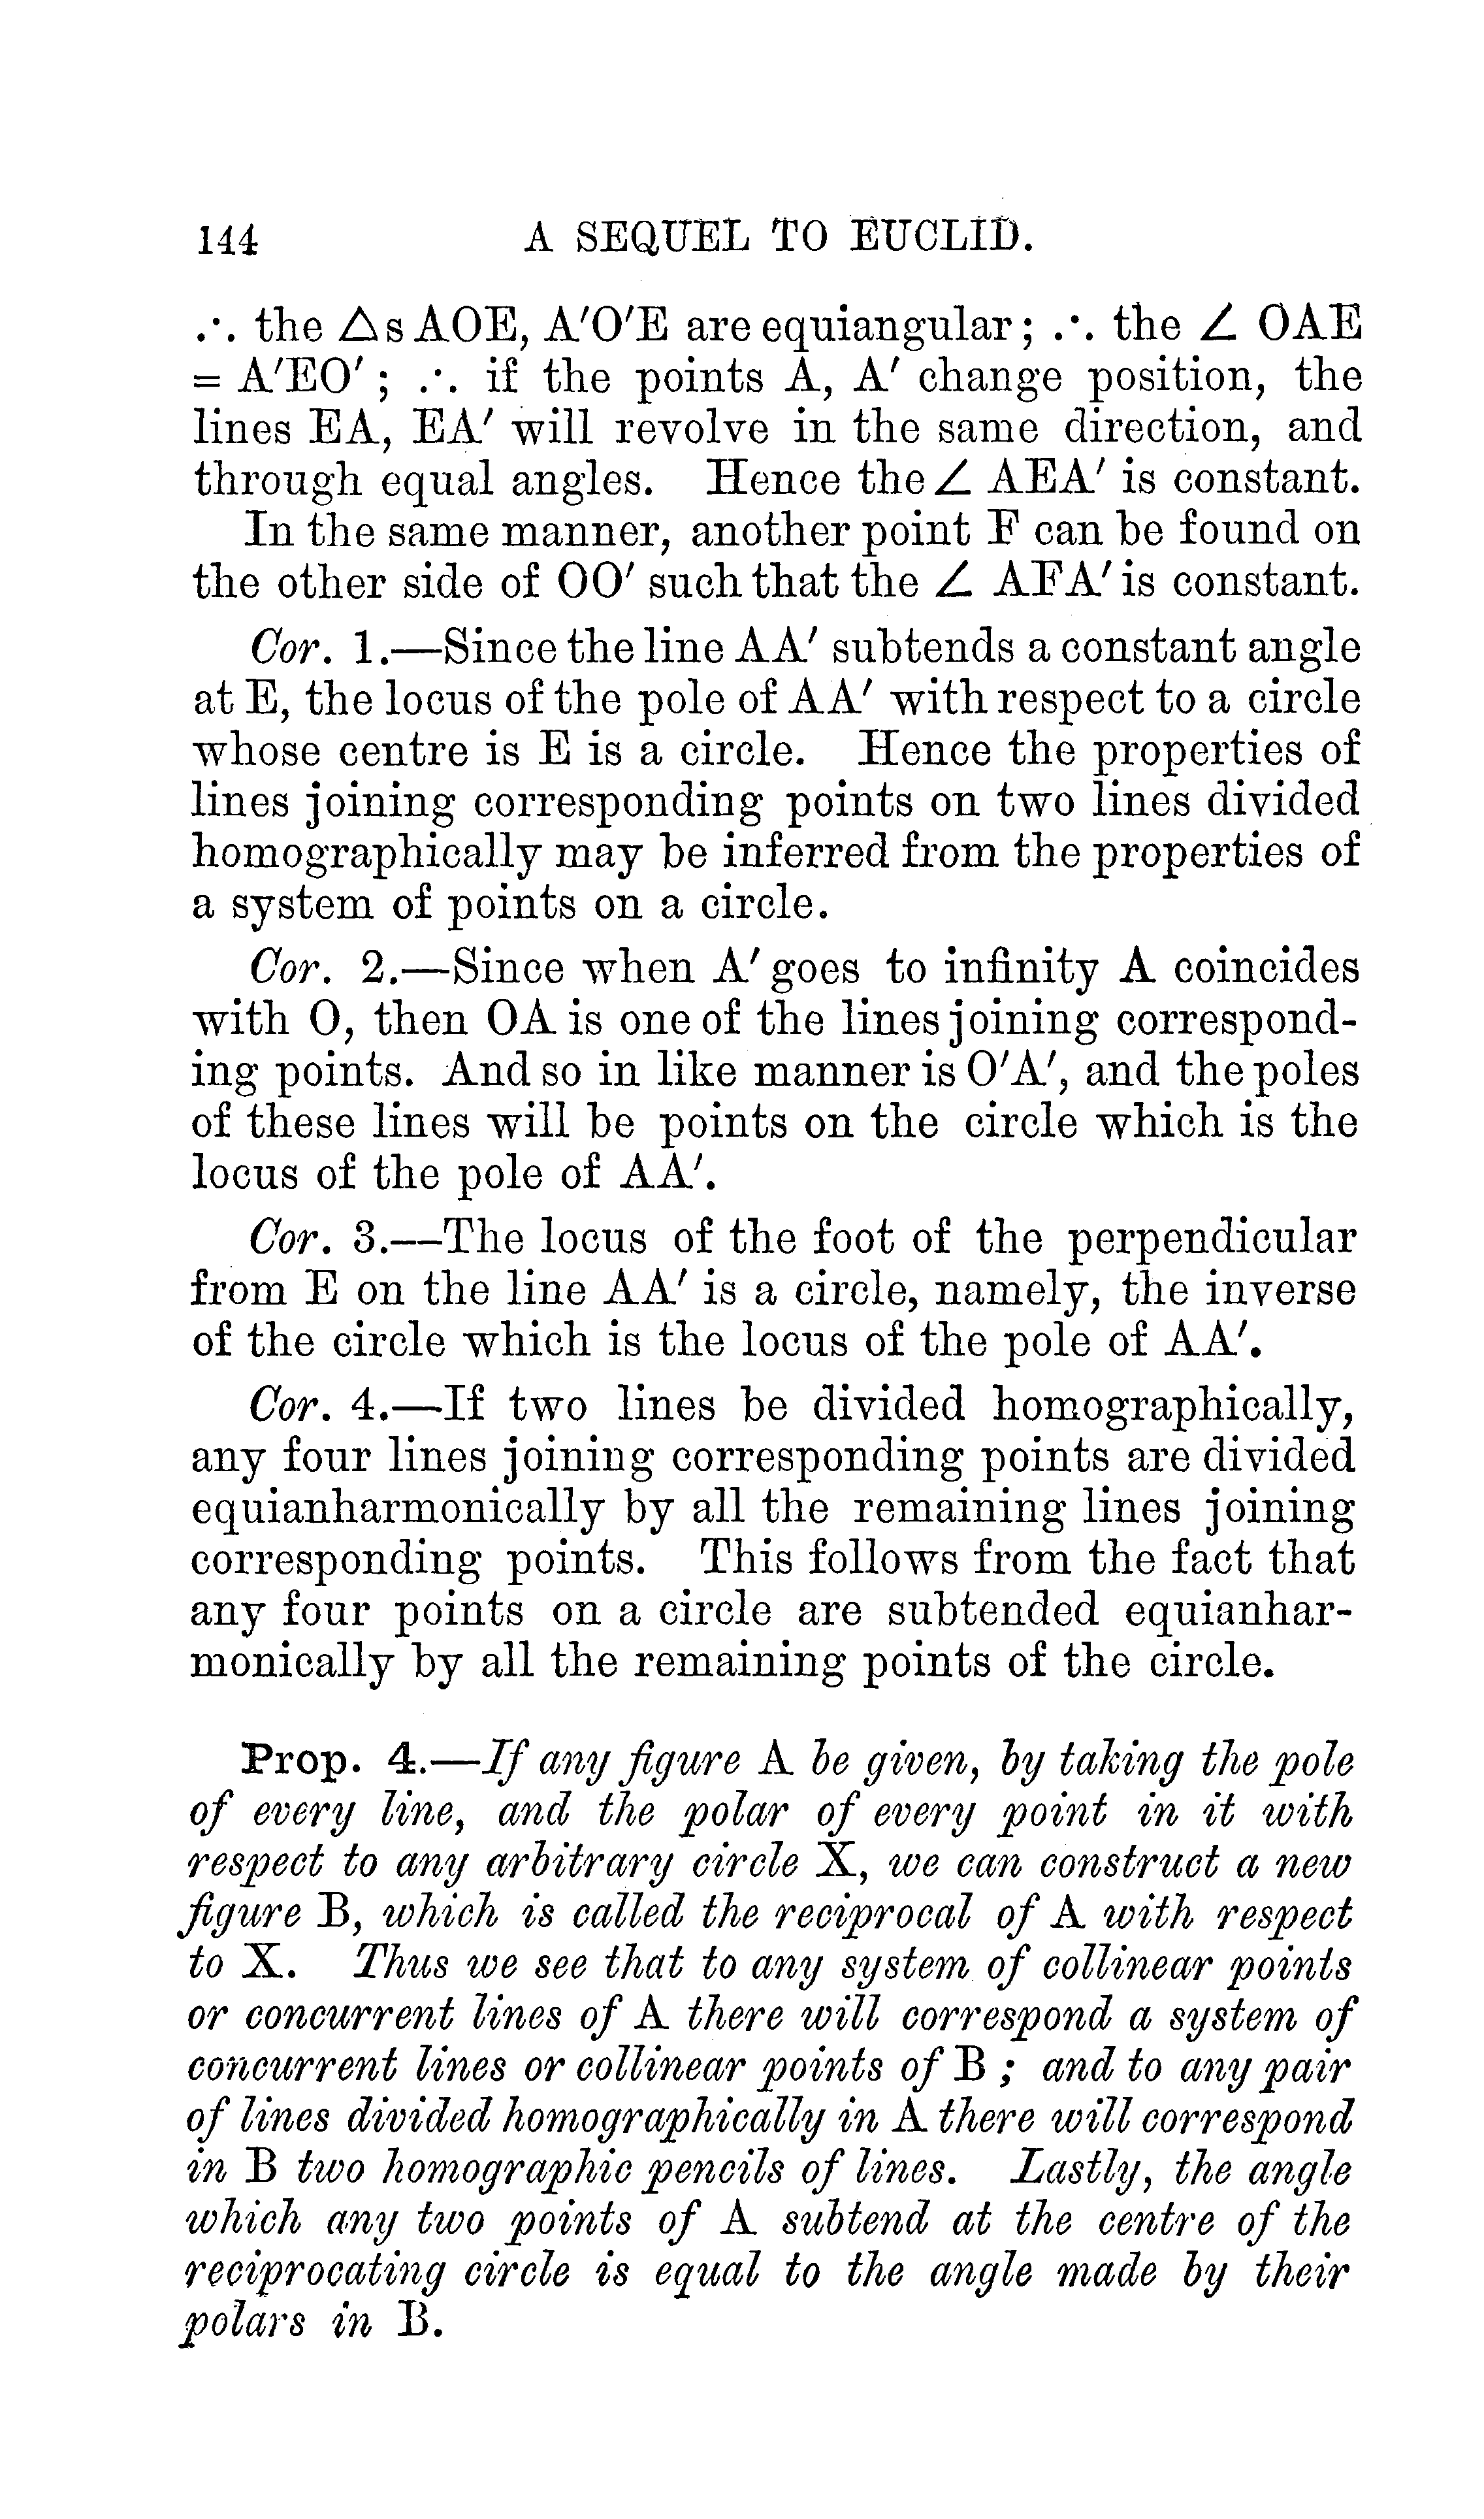 144 A SEQUEL TO EUCLID.
∴ the △s AOE, A′O′E are equiangular; ∴ the ∠ OAE
= A′EO′; ∴ if the points A, A′ change position, the
lines EA, EA′ will revolve in the same direction, and
through equal angles. Hence the ∠ AEA′ is constant.
In the same manner, another point F can be found on
the other side of OO′ such that the ∠ AFA′ is constant.
Cor. 1.—Since the line AA′ subtends a constant angle
at E, the locus of the pole of AA′ with respect to a circle
whose centre is E is a circle. Hence the properties of
lines joining corresponding points on two lines divided
homographically may be inferred from the properties of
a system of points on a circle.
Cor. 2.—Since when A′ goes to infinity A coincides
with O, then OA is one of the lines joining correspond-
ing points. And so in like manner is O′A′, and the poles
of these lines will be points on the circle which is the
locus of the pole of AA′.
Cor. 3.—The locus of the foot of the perpendicular
from E on the line AA′ is a circle, namely, the inverse
of the circle which is the locus of the pole of AA′.
Cor. 4.—If two lines be divided homographically,
any four lines joining corresponding points are divided
equianharmonically by all the remaining lines joining
corresponding points. This follows from the fact that
any four points on a circle are subtended equianhar-
monically by all the remaining points of the circle.
Prop. 4.—If any figure A be given, by taking the pole
of every line, and the polar of every point in it with
respect to any arbitrary circle X, we can construct a new
figure B, which is called the reciprocal of A with respect
to X. Thus we see that to any system of collinear points
or concurrent lines of A there will correspond a system of
concurrent lines or collinear points of B; and to any pair
of lines divided homographically in A there will correspond
in B two homographic pencils of lines. Lastly, the angle
which any two points of A subtend at the centre of the
reciprocating circle is equal to the angle made by their
polars in B.